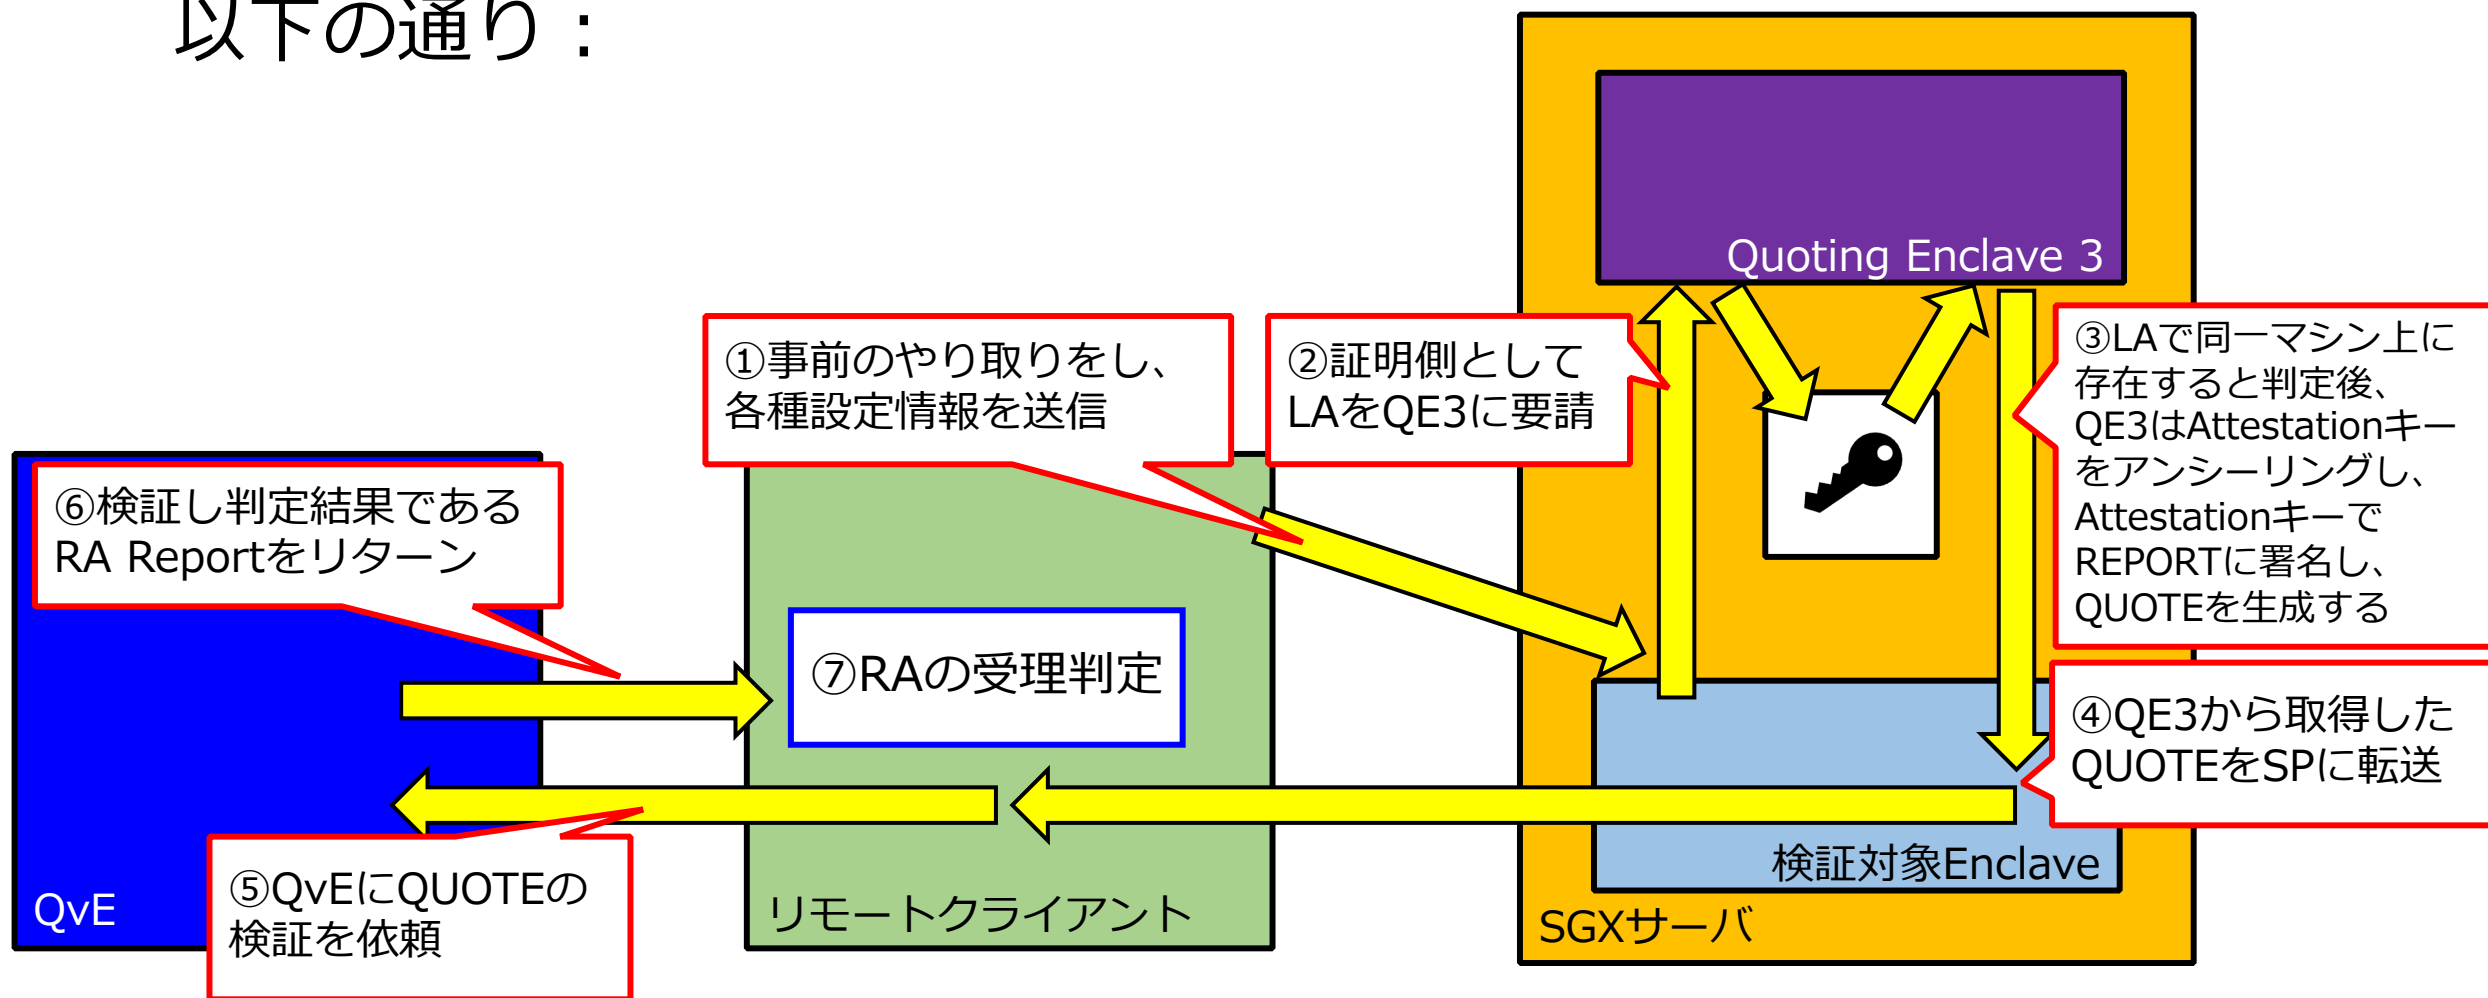 以下の通り：
Quoting Enclave 3
①事前のやり取りをし、
各種設定情報を送信
②証明側として
LAをQE3に要請
③LAで同一マシン上に
存在すると判定後、
QE3はAttestationキー
をアンシーリングし、
Attestationキーで
REPORTに署名し、
QUOTEを生成する
④QE3から取得した
QUOTEをSPに転送
⑤QvEにQUOTEの
検証を依頼
⑥検証し判定結果である
RA Reportをリターン
⑦RAの受理判定
QvE
リモートクライアント
検証対象Enclave
SGXサーバ